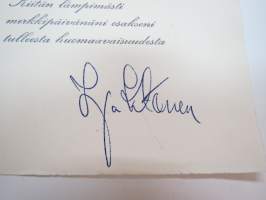 Kiitän lämpimästi
merkkipäivänäni osakseni
tulleesta huomaavaisuudesta